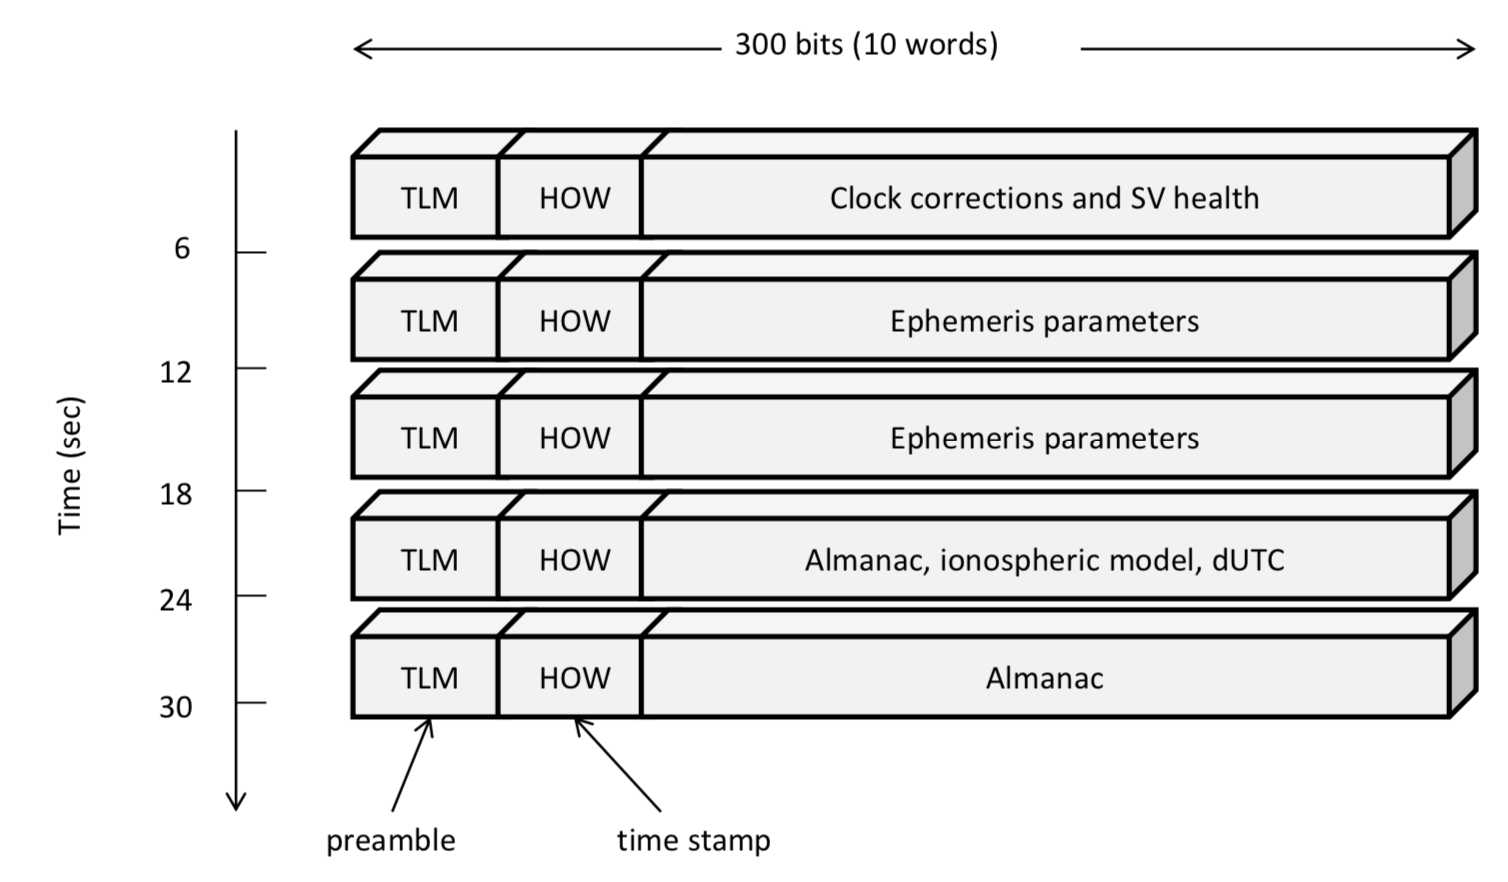 300 bits (10 words)
TLM HOW Clock corrections and SV health
6
TLM HOW Ephemeris parameters
12
TLM HOW Ephemeris parameters
Time (sec)
18
TLM HOW Almanac, ionospheric model, dUTC
24
TLM HOW Almanac
30
preamble time stamp